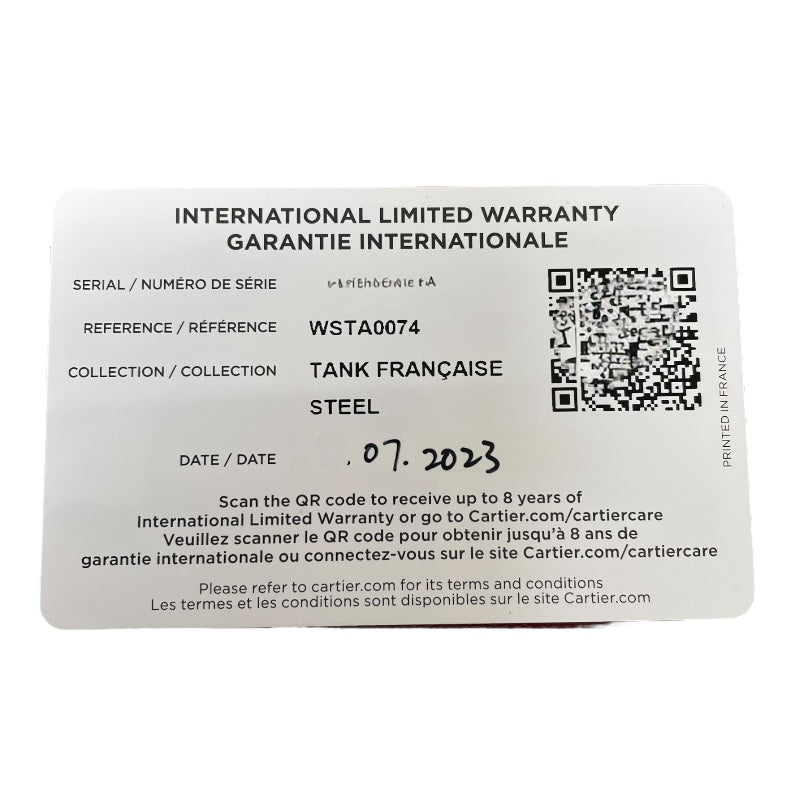 INTERNATIONAL LIMITED WARRANTY
GARANTIE INTERNATIONALE
SERIAL / NUMÉRO DE SÉRIE
REFERENCE / RÉFÉRENCE WSTA0074
COLLECTION / COLLECTION TANK FRANÇAISE
STEEL
DATE / DATE . 07. 2023
PRINTED IN FRANCE
Scan the QR code to receive up to 8 years of
International Limited Warranty or go to Cartier.com/cartiercare
Veuillez scanner le QR code pour obtenir jusqu'à 8 ans de
garantie internationale ou connectez-vous sur le site Cartier.com/cartiercare
Please refer to cartier.com for its terms and conditions
Les termes et les conditions sont disponibles sur le site Cartier.com